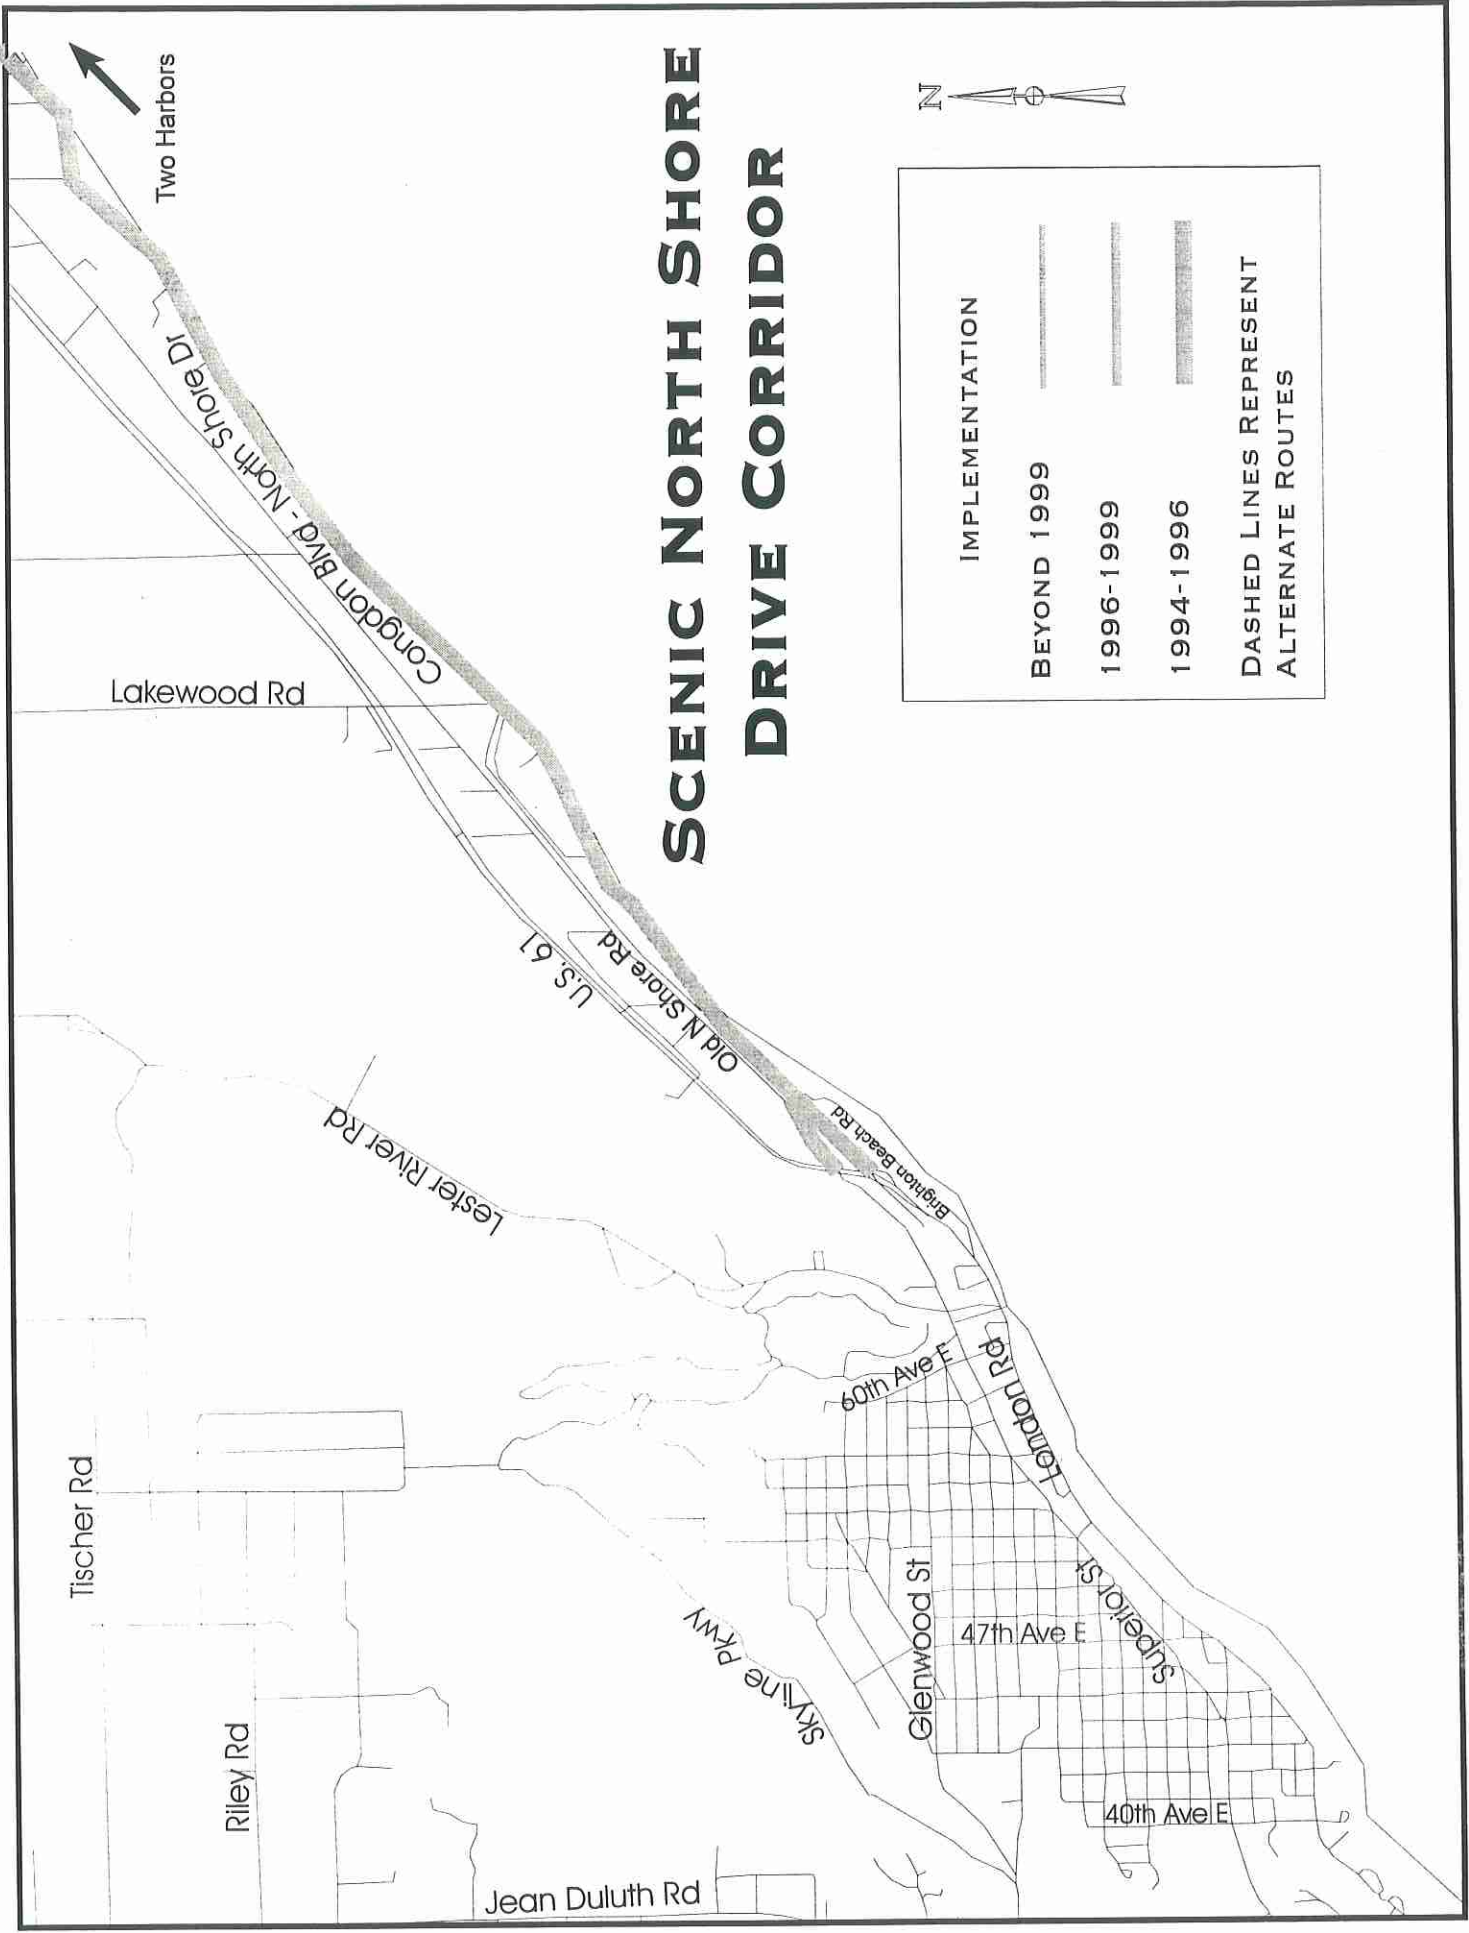 SCENIC NORTH SHORE
DRIVE CORRIDOR
N
Two Harbors
Congdon Blvd - North Shore Dr
Lakewood Rd
U.S. 61
Old N Shore Rd
Brighton Beach Rd
Lester River Rd
60th Ave E
London Rd
Tischer Rd
Glenwood St
47th Ave E
Superior St
Skyline Pkwy
Riley Rd
40th Ave E
Jean Duluth Rd
IMPLEMENTATION
BEYOND 1999
1996-1999
1994-1996
DASHED LINES REPRESENT
ALTERNATE ROUTES